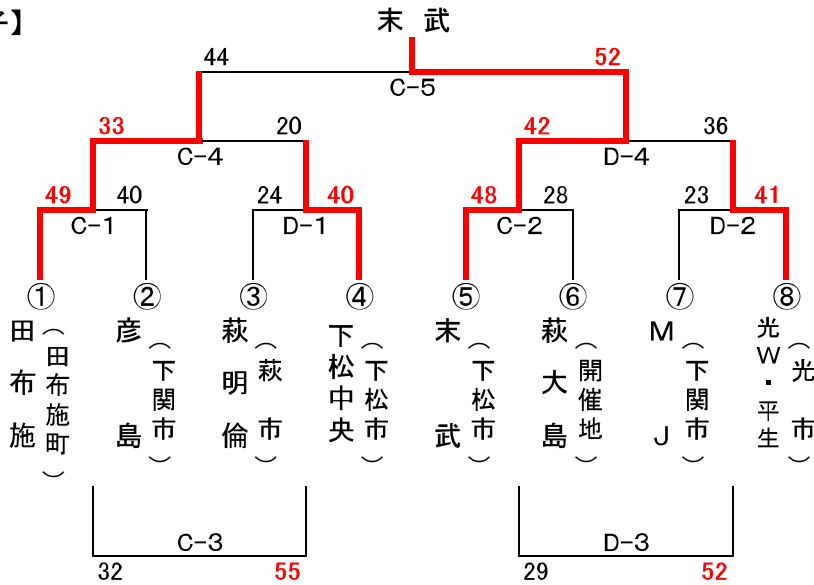 子】
末 武
44 52
C-5
33 20 42 36
C-4 D-4
49 40 24 40 48 28 23 41
C-1 D-1 C-2 D-2
① ② ③ ④ ⑤ ⑥ ⑦ ⑧
田布施
（田布施町）
彦島
（下関市）
萩明倫
（萩市）
下松中央
（下松市）
末武
（下松市）
萩大島
（開催地）
MJ
（下関市）
光W・平生
（光市）
C-3 D-3
32 55 29 52